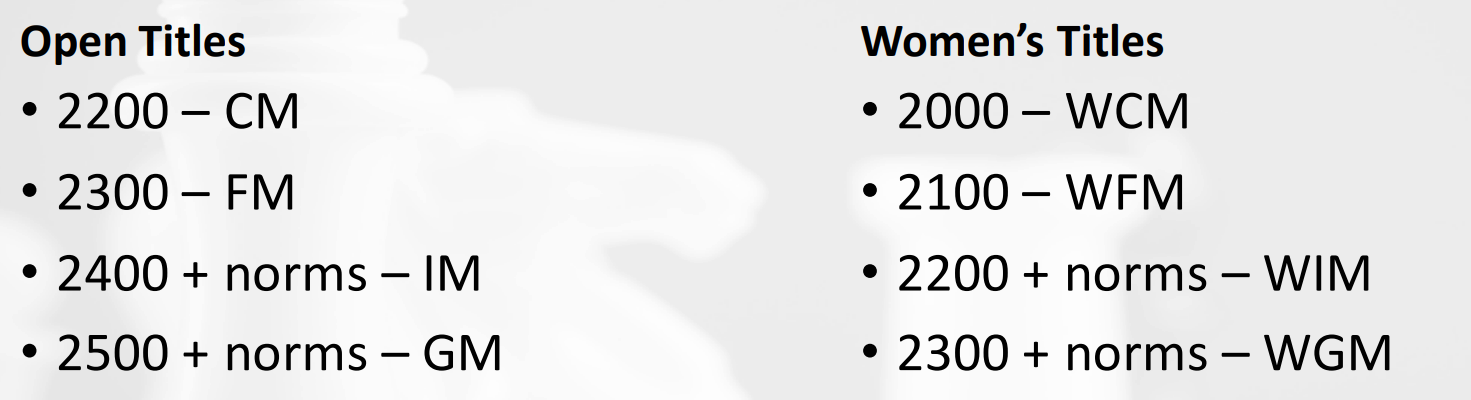 Open Titles
• 2200 – CM
• 2300 – FM
• 2400 + norms – IM
• 2500 + norms – GM
Women’s Titles
• 2000 – WCM
• 2100 – WFM
• 2200 + norms – WIM
• 2300 + norms – WGM